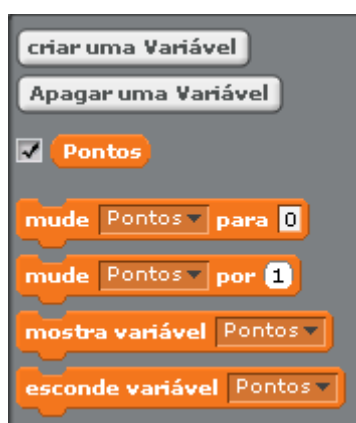 criar uma Variável
Apagar uma Variável
Pontos
mude Pontos para 0
mude Pontos por 1
mostra variável Pontos
esconde variável Pontos